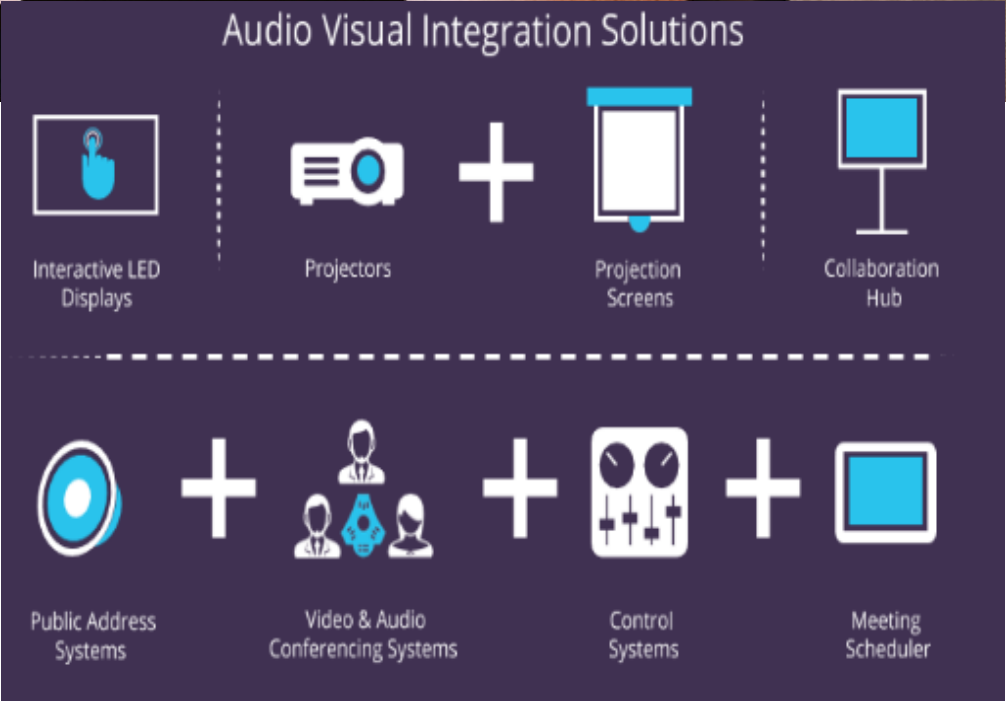 Audio Visual Integration Solutions
Interactive LED
Displays
Projectors
Projection
Screens
Collaboration
Hub
Public Address
Systems
Video & Audio
Conferencing Systems
Control
Systems
Meeting
Scheduler